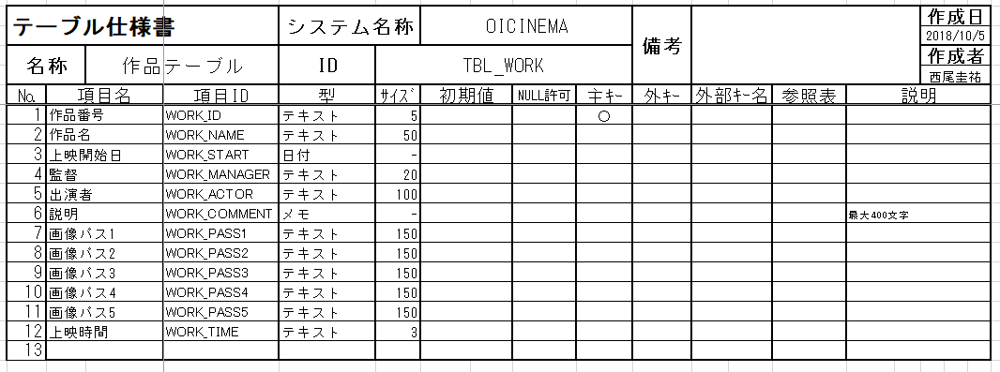 テーブル仕様書 システム名称 OICINEMA 備考 作成日
2018/10/5
名称 作品テーブル ID TBL_WORK 作成者
西尾圭祐
No. 項目名 項目ID 型 サイズ 初期値 NULL許可 主キー 外キー 外部キー名 参照表 説明
1 作品番号 WORK_ID テキスト 5 ○
2 作品名 WORK_NAME テキスト 50
3 上映開始日 WORK_START 日付 -
4 監督 WORK_MANAGER テキスト 20
5 出演者 WORK_ACTOR テキスト 100
6 説明 WORK_COMMENT メモ - 最大400文字
7 画像パス1 WORK_PASS1 テキスト 150
8 画像パス2 WORK_PASS2 テキスト 150
9 画像パス3 WORK_PASS3 テキスト 150
10 画像パス4 WORK_PASS4 テキスト 150
11 画像パス5 WORK_PASS5 テキスト 150
12 上映時間 WORK_TIME テキスト 3
13